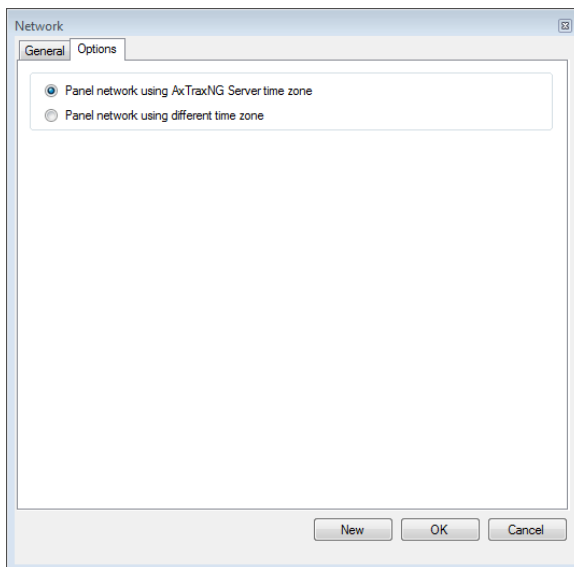 Network
General Options
Panel network using AxTraxNG Server time zone
Panel network using different time zone
New OK Cancel